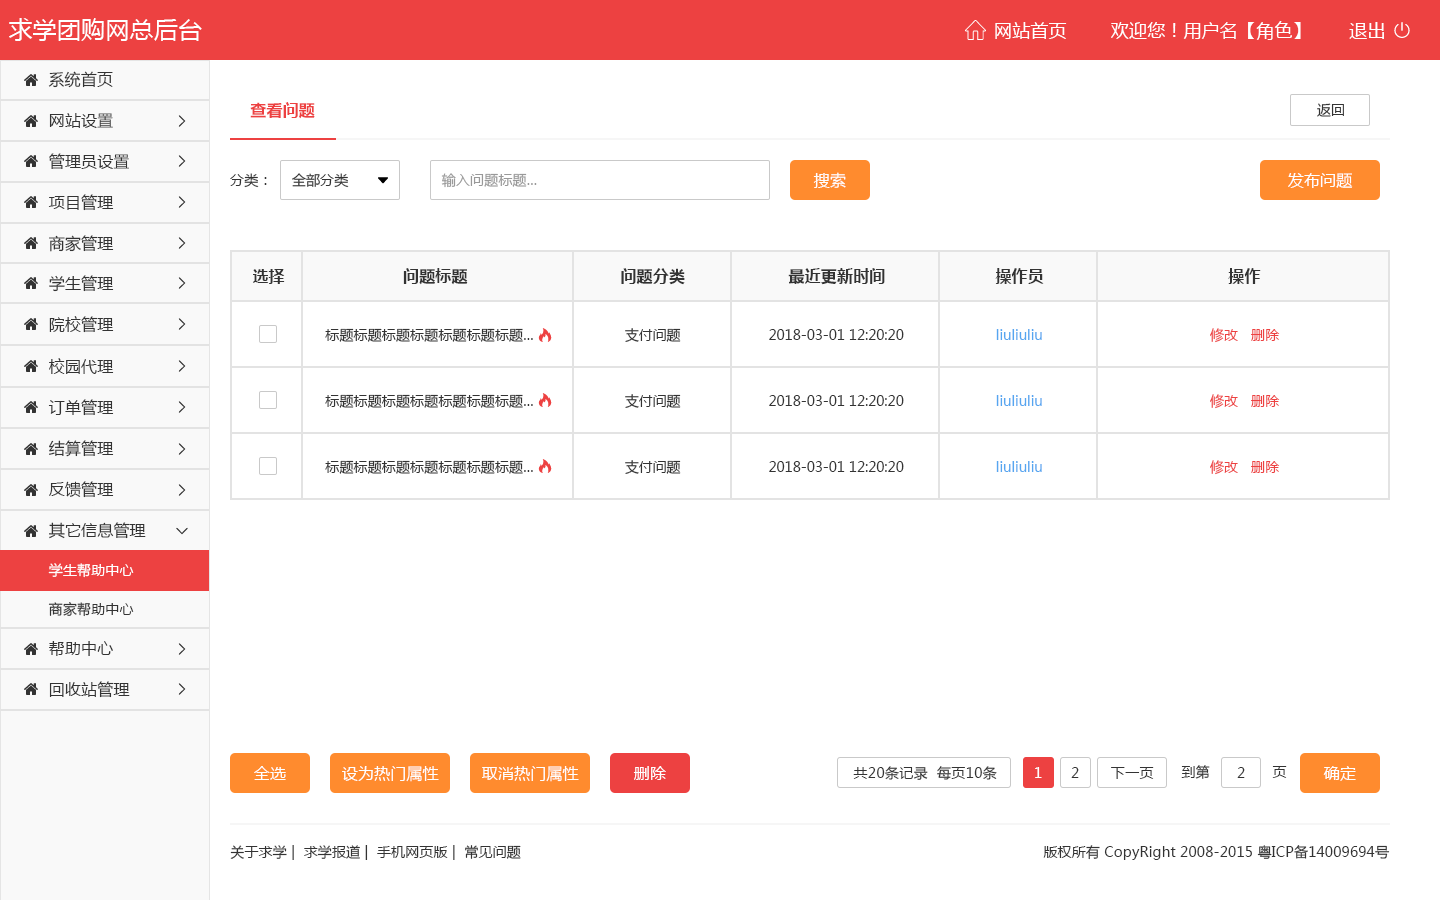 求学团购网总后台 网站首页 欢迎您！用户名【角色】 退出
系统首页
网站设置
管理员设置
项目管理
商家管理
学生管理
院校管理
校园代理
订单管理
结算管理
反馈管理
其它信息管理
学生帮助中心
商家帮助中心
帮助中心
回收站管理
查看问题 返回
分类： 全部分类 输入问题标题... 搜索 发布问题
选择 问题标题 问题分类 最近更新时间 操作员 操作
标题标题标题标题标题标题标题... 支付问题 2018-03-01 12:20:20 liuliuliu 修改 删除
标题标题标题标题标题标题标题... 支付问题 2018-03-01 12:20:20 liuliuliu 修改 删除
标题标题标题标题标题标题标题... 支付问题 2018-03-01 12:20:20 liuliuliu 修改 删除
全选 设为热门属性 取消热门属性 删除 共20条记录 每页10条 1 2 下一页 到第 2 页 确定
关于求学 | 求学报道 | 手机网页版 | 常见问题 版权所有 CopyRight 2008-2015 粤ICP备14009694号